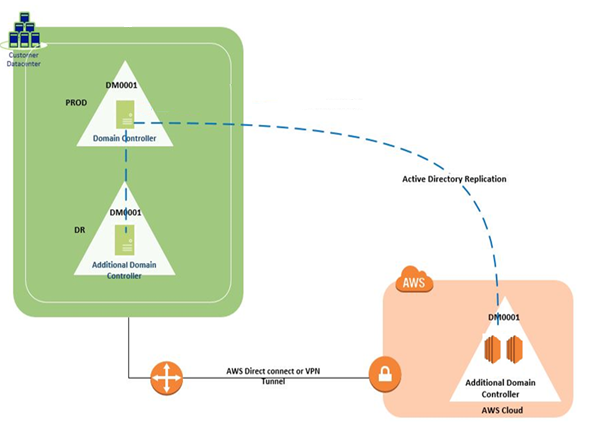 Customer
Datacenter
DM0001
PROD
Domain Controller
DM0001
DR
Additional Domain
Controller
Active Directory Replication
AWS
DM0001
AWS Direct connect or VPN
Tunnel
Additional Domain
Controller
AWS Cloud